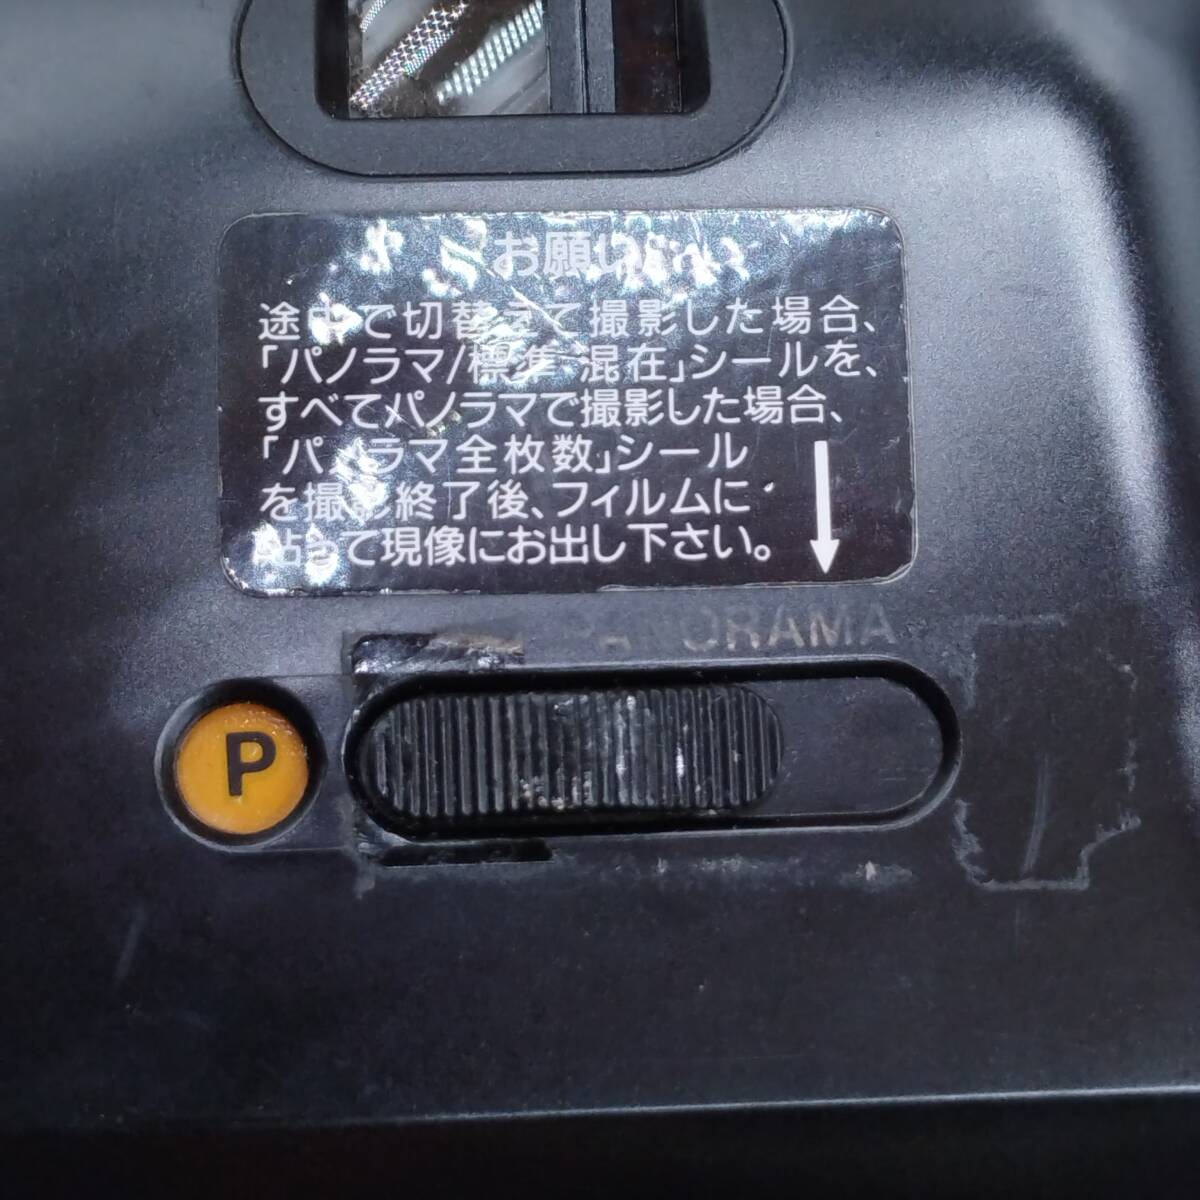 お願い
途中で切替えて撮影した場合、
「パノラマ/標準 混在」シールを、
すべてパノラマで撮影した場合、
「パノラマ全枚数」シール
を撮影終了後、フィルムに
貼って現像にお出し下さい。
PANORAMA
P